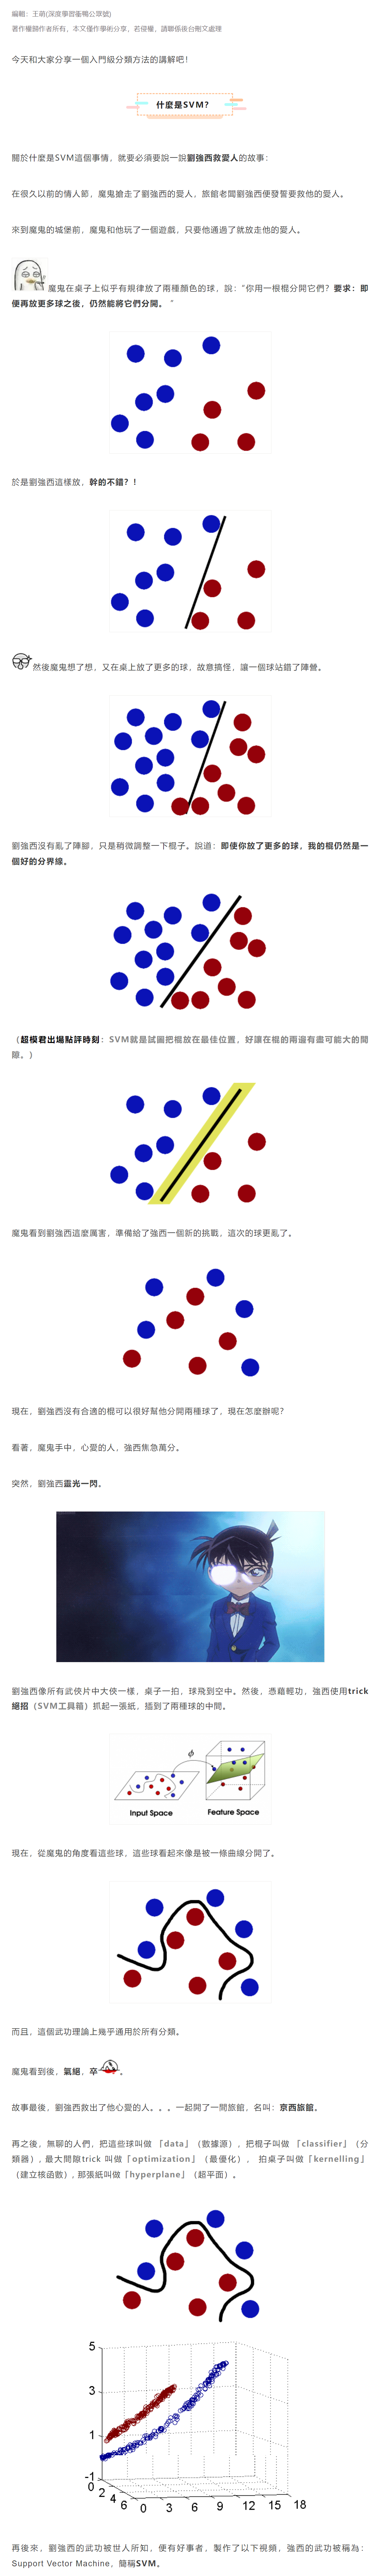 編輯：王萌(深度學習衝鴨公眾號)
著作權歸作者所有，本文僅作學術分享，若侵權，請聯係後台刪文處理
今天和大家分享一個入門級分類方法的講解吧！
什麼是SVM?
關於什麼是SVM這個事情，就要必須要說一說劉強西救愛人的故事：
在很久以前的情人節，魔鬼搶走了劉強西的愛人，旅館老闆劉強西便發誓要救他的愛人。
來到魔鬼的城堡前，魔鬼和他玩了一個遊戲，只要他通過了就放走他的愛人。
魔鬼在桌子上似乎有規律放了兩種顏色的球，說："你用一根棍分開它們？要求：即
便再放更多球之後，仍然能將它們分開。 "
於是劉強西這樣放，幹的不錯？！
然後魔鬼想了想，又在桌上放了更多的球，故意搞怪，讓一個球站錯了陣營。
劉強西沒有亂了陣腳，只是稍微調整一下棍子。說道：即使你放了更多的球，我的棍仍然是一
個好的分界線。
（超模君出場點評時刻：SVM就是試圖把棍放在最佳位置，好讓在棍的兩邊有盡可能大的間
隙。）
魔鬼看到劉強西這麼厲害，準備給了強西一個新的挑戰，這次的球更亂了。
現在，劉強西沒有合適的棍可以很好幫他分開兩種球了，現在怎麼辦呢？
看著，魔鬼手中，心愛的人，強西焦急萬分。
突然，劉強西靈光一閃。
劉強西像所有武俠片中大俠一樣，桌子一拍，球飛到空中。然後，憑藉輕功，強西使用trick
絕招（SVM工具箱）抓起一張紙，插到了兩種球的中間。
ϕ
Input Space
Feature Space
現在，從魔鬼的角度看這些球，這些球看起來像是被一條曲線分開了。
而且，這個武功理論上幾乎通用於所有分類。
魔鬼看到後，氣絕，卒。
故事最後，劉強西救出了他心愛的人。。。一起開了一間旅館，名叫：京西旅館。
再之後，無聊的人們，把這些球叫做 「data」（數據源），把棍子叫做 「classifier」（分
類器）, 最大間隙trick 叫做「optimization」（最優化）， 拍桌子叫做「kernelling」
（建立核函數）, 那張紙叫做「hyperplane」（超平面）。
5
3
1
-1
0
2
4
6
0
3
6
9
12
15
18
再後來，劉強西的武功被世人所知，便有好事者，製作了以下視頻，強西的武功被稱為：
Support Vector Machine，簡稱SVM。